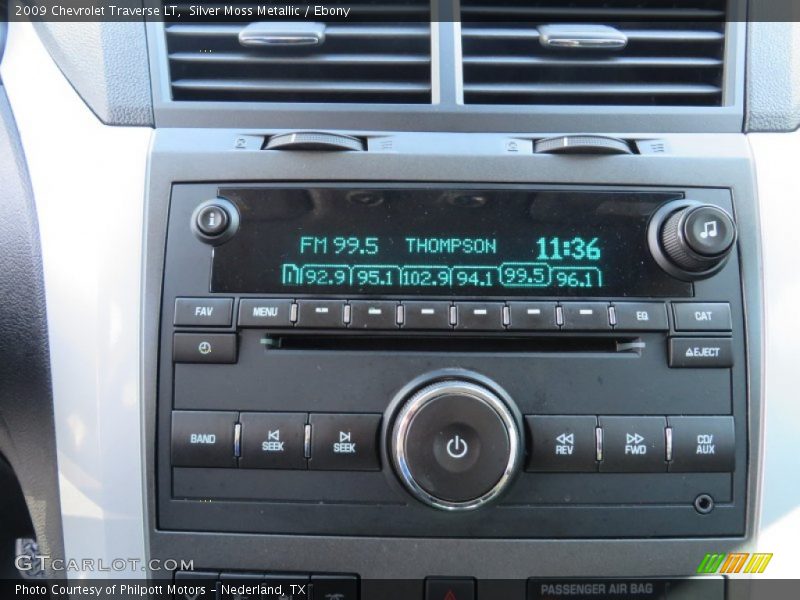 2009 Chevrolet Traverse LT, Silver Moss Metallic / Ebony
i
FM 99.5 THOMPSON 11:36
92.9 95.1 102.9 94.1 99.5 96.1
FAV MENU EQ CAT
EJECT
BAND SEEK SEEK REV FWD CD/
AUX
GTCARLOT.COM
PASSENGER AIR BAG
Photo Courtesy of Philpott Motors - Nederland, TX